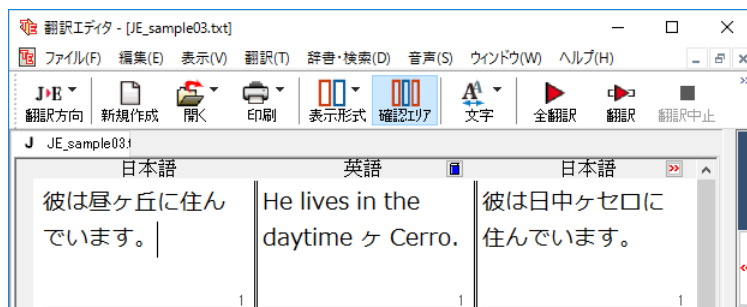 翻訳エディタ - [JE_sample03.txt]
ファイル(F) 編集(E) 表示(V) 翻訳(T) 辞書・検索(D) 音声(S) ウィンドウ(W) ヘルプ(H)
J▸E
翻訳方向 新規作成 開く 印刷 表示形式 確認エリア 文字 全翻訳 翻訳 翻訳中止
J JE_sample03.t
日本語 英語 日本語
彼は昼ヶ丘に住ん
でいます。
1
He lives in the
daytime ヶ Cerro.
1
彼は日中ヶセロに
住んでいます。
1